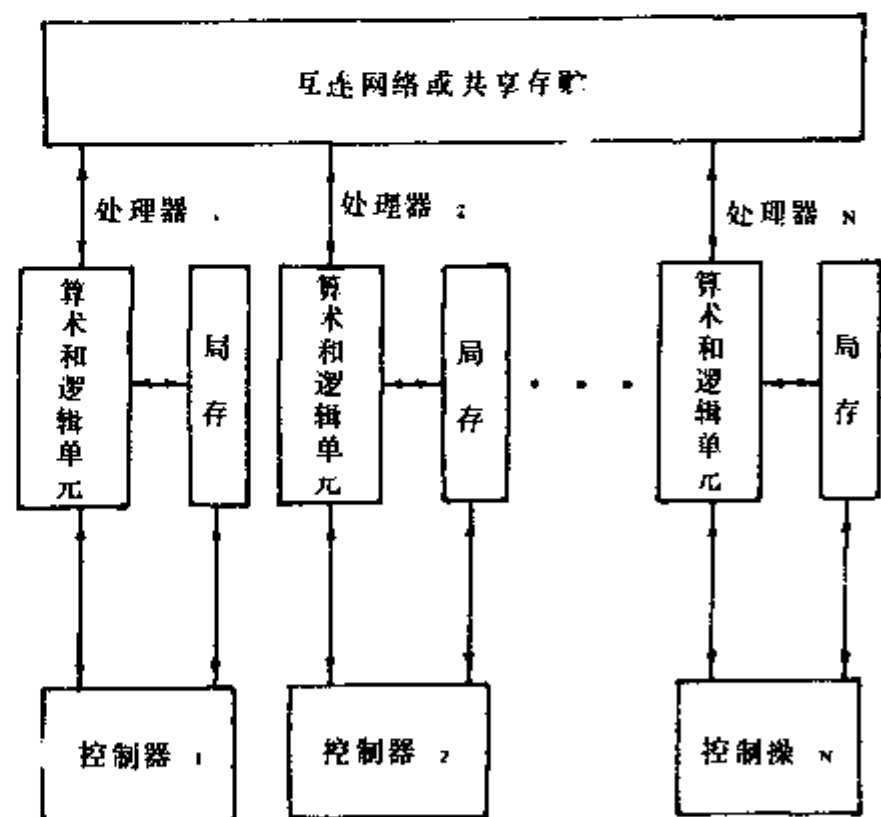 互连网络或共享存贮
处理器 1
处理器 2
处理器 N
算术和逻辑单元
局存
算术和逻辑单元
局存
算术和逻辑单元
局存
控制器 1
控制器 2
控制操 N